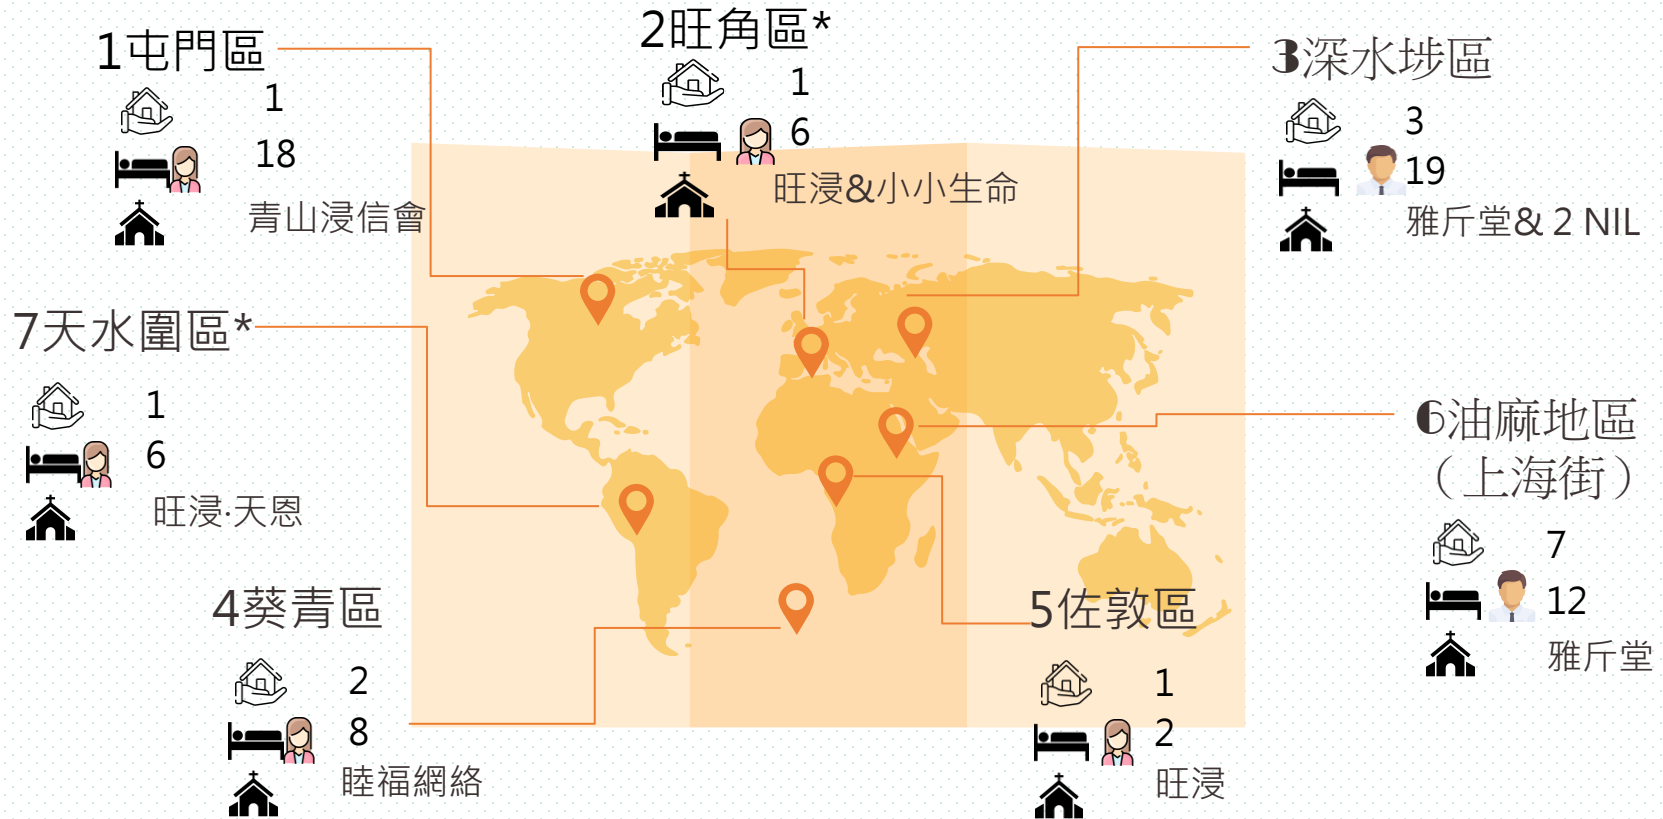 1屯門區
1
18
青山浸信會
2旺角區*
1
6
旺浸&小小生命
3深水埗區
3
19
雅斤堂& 2 NIL
7天水圍區*
1
6
旺浸·天恩
6油麻地區
（上海街）
7
12
雅斤堂
4葵青區
2
8
睦福網絡
5佐敦區
1
2
旺浸